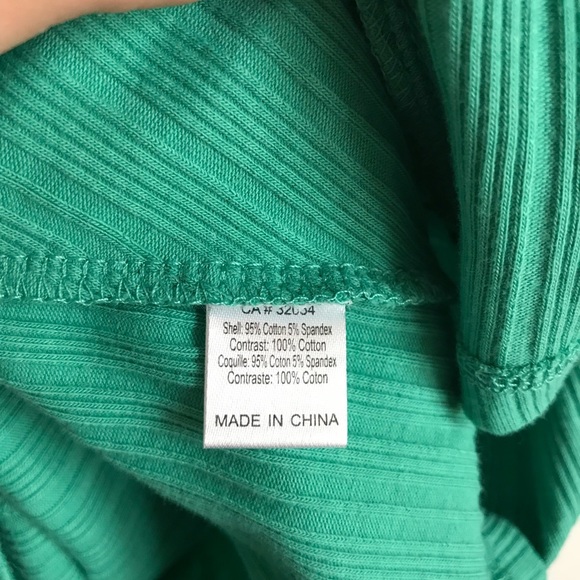 CA # 32034
Shell: 95% Cotton 5% Spandex
Contrast: 100% Cotton
Coquille: 95% Coton 5% Spandex
Contraste: 100% Coton
MADE IN CHINA